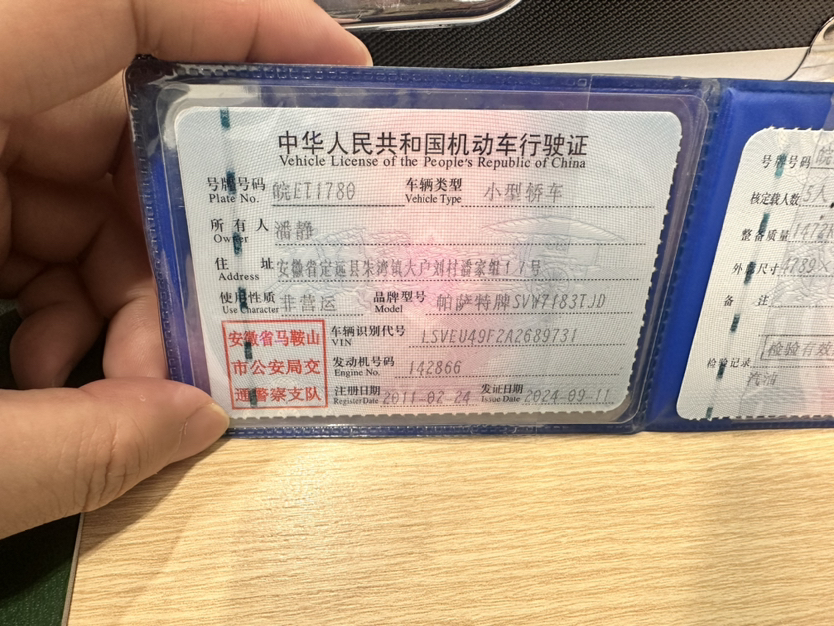 中华人民共和国机动车行驶证
Vehicle License of the People's Republic of China
号牌号码 皖ET1780 车辆类型 小型轿车
Plate No. Vehicle Type
所有人 潘静
Owner
住址 安徽省定远县朱湾镇大户刘村潘家组17号
Address
使用性质 非营运 品牌型号 帕萨特牌SVW7183TJD
Use Character Model
安徽省马鞍山
市公安局交
通警察支队
车辆识别代号 LSVEU49F2A2689731
VIN
发动机号码 142866
Engine No.
注册日期 2011-02-24 发证日期 2024-09-11
Register Date Issue Date
号牌号码 皖
核定载人数 5人
整备质量 1472
外廓尺寸 4789×
备注
检验记录 检验有效
汽油